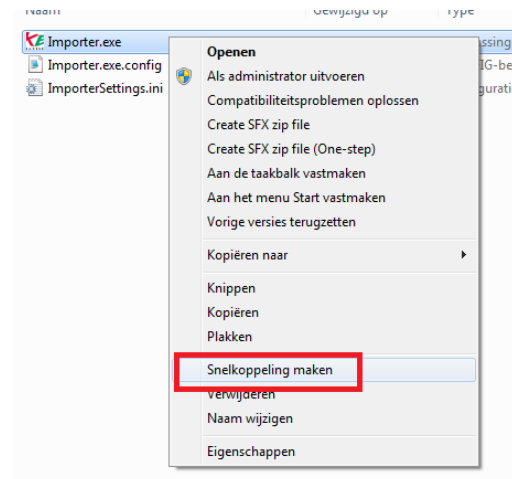 Naam Gewijzigd op Type
Importer.exe
Importer.exe.config
ImporterSettings.ini
Openen
Als administrator uitvoeren
Compatibiliteitsproblemen oplossen
Create SFX zip file
Create SFX zip file (One-step)
Aan de taakbalk vastmaken
Aan het menu Start vastmaken
Vorige versies terugzetten
Kopiëren naar
Knippen
Kopiëren
Plakken
Snelkoppeling maken
Verwijderen
Naam wijzigen
Eigenschappen